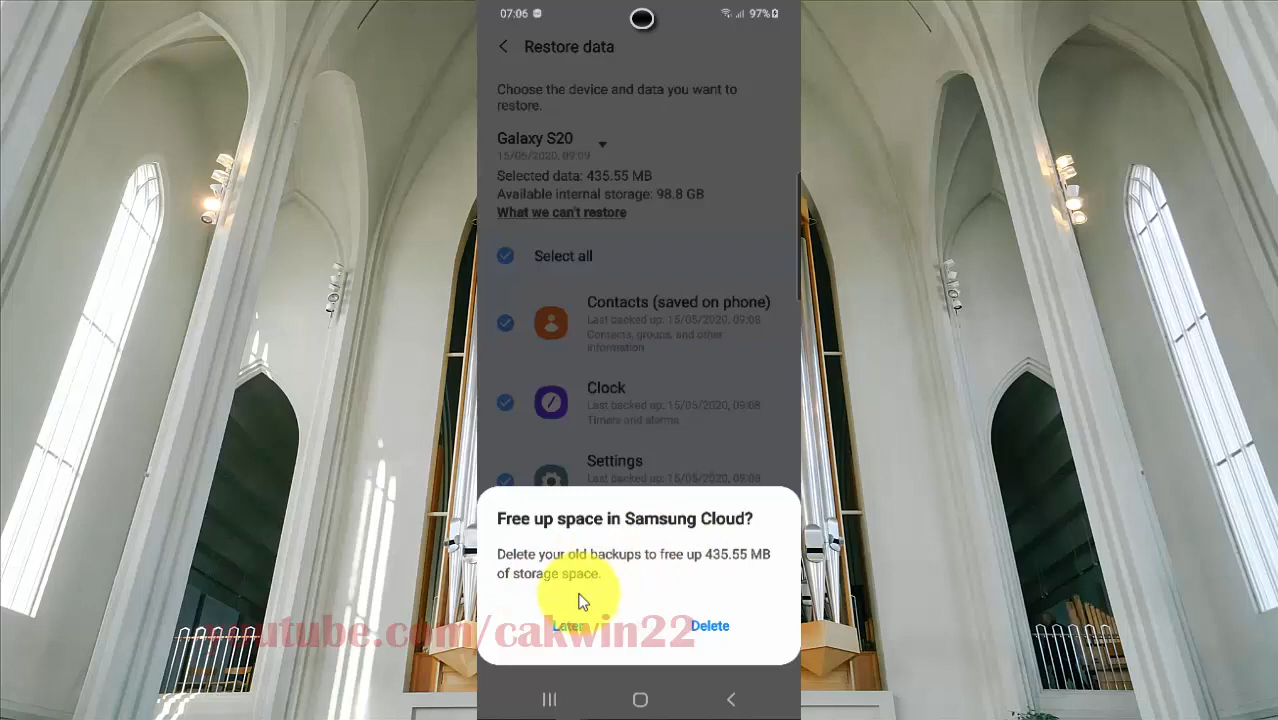 07:06
97%
Restore data
Choose the device and data you want to
restore.
Galaxy S20
15/05/2020, 09:09
Selected data: 435.55 MB
Available internal storage: 98.8 GB
What we can't restore
Select all
Contacts (saved on phone)
Last backed up: 15/05/2020, 09:08
Contacts, groups, and other
information
Clock
Last backed up: 15/05/2020, 09:08
Timers and alarms
Settings
Last backed up: 15/05/2020, 09:08
Free up space in Samsung Cloud?
Delete your old backups to free up 435.55 MB
of storage space.
Later
Delete
youtube.com/cakwin22